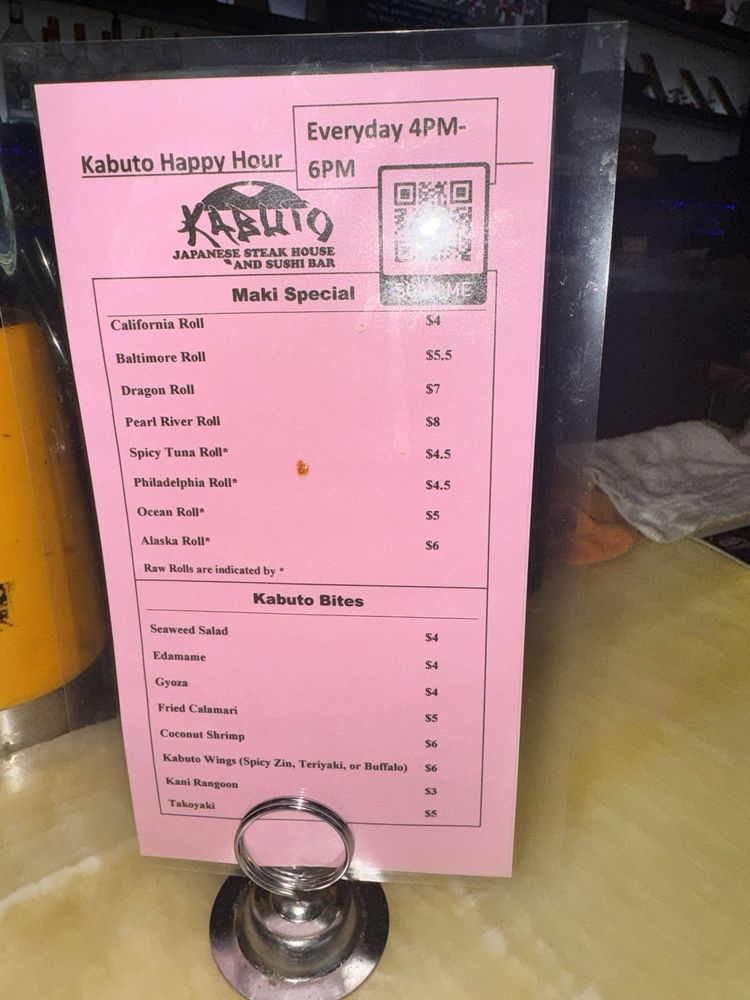 Kabuto Happy Hour
Everyday 4PM-
6PM
KABUTO
JAPANESE STEAK HOUSE
AND SUSHI BAR
SCAN ME
Maki Special
California Roll $4
Baltimore Roll $5.5
Dragon Roll $7
Pearl River Roll $8
Spicy Tuna Roll* $4.5
Philadelphia Roll* $4.5
Ocean Roll* $5
Alaska Roll* $6
Raw Rolls are indicated by *
Kabuto Bites
Seaweed Salad $4
Edamame $4
Gyoza $4
Fried Calamari $5
Coconut Shrimp $6
Kabuto Wings (Spicy Zin, Teriyaki, or Buffalo) $6
Kani Rangoon $3
Takoyaki $5